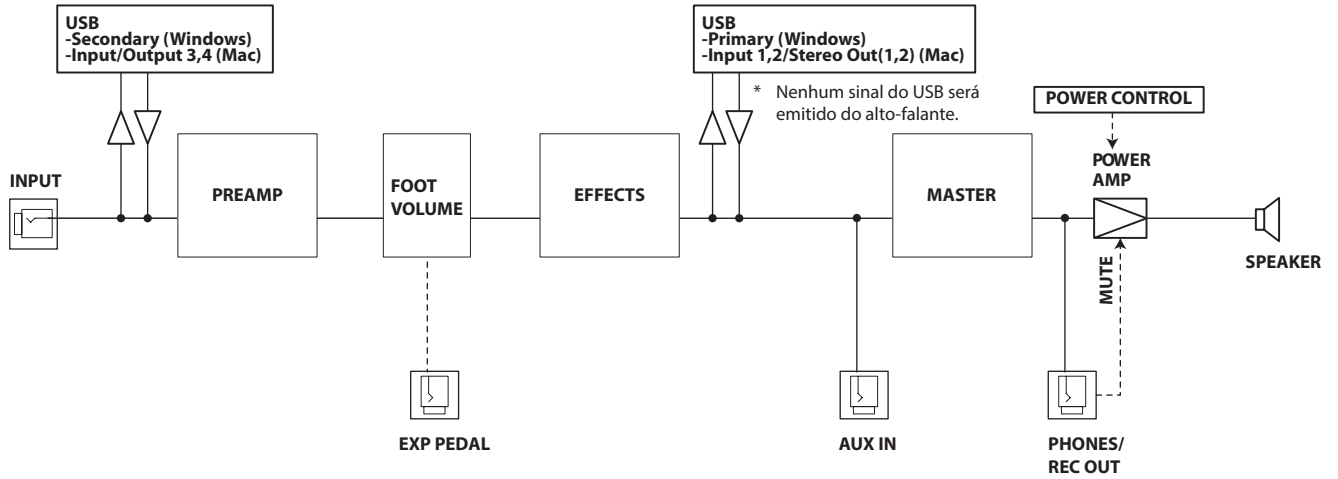 USB
-Secondary (Windows)
-Input/Output 3,4 (Mac)
USB
-Primary (Windows)
-Input 1,2/Stereo Out(1,2) (Mac)
* Nenhum sinal do USB será
emitido do alto-falante.
POWER CONTROL
INPUT
PREAMP
FOOT
VOLUME
EFFECTS
MASTER
POWER
AMP
SPEAKER
MUTE
EXP PEDAL
AUX IN
PHONES/
REC OUT